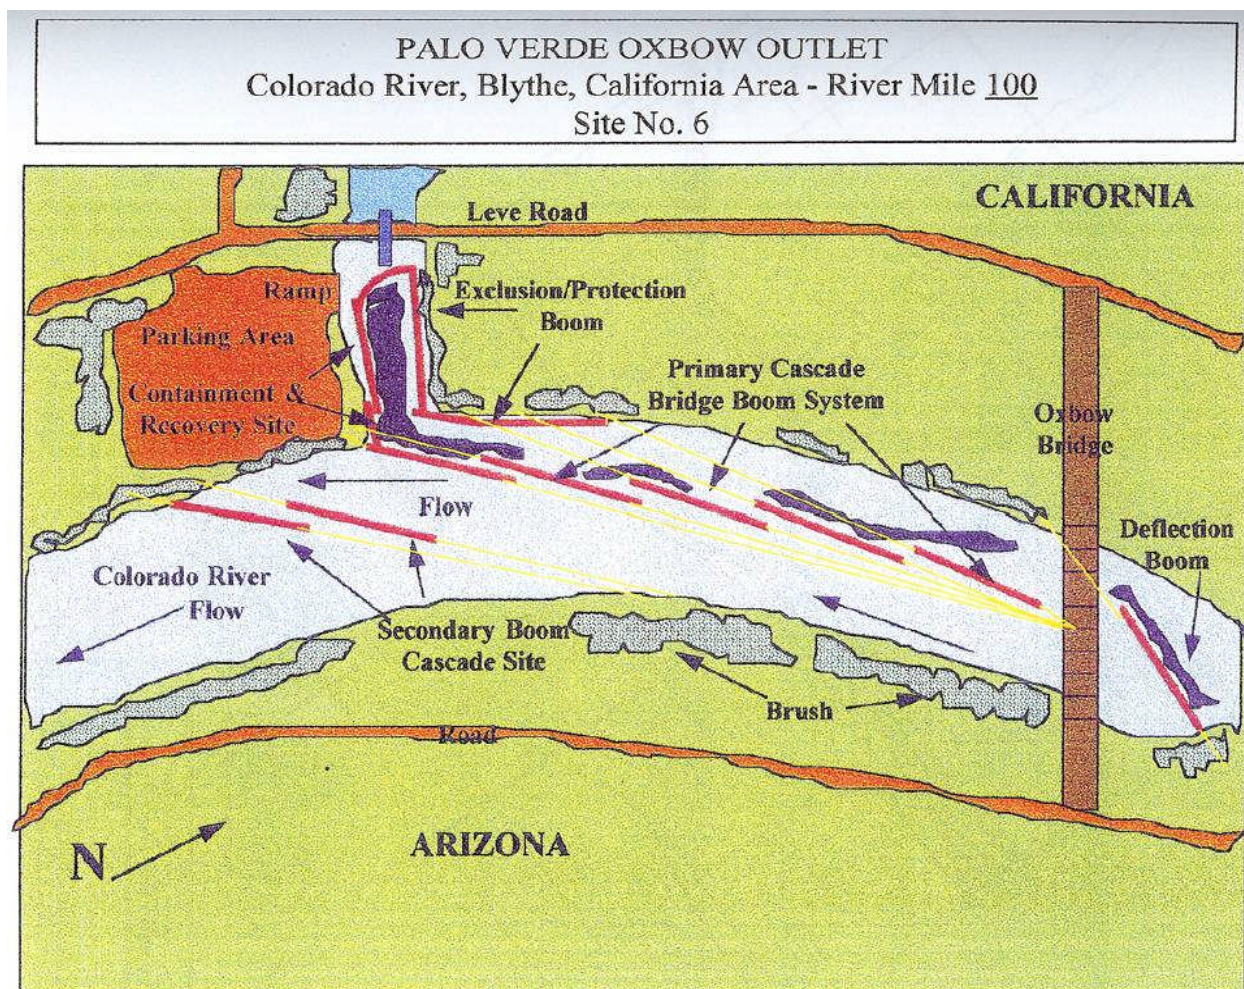 PALO VERDE OXBOW OUTLET
Colorado River, Blythe, California Area - River Mile 100
Site No. 6
CALIFORNIA
Leve Road
Ramp
Exclusion/Protection
Boom
Parking Area
Primary Cascade
Bridge Boom System
Containment &
Recovery Site
Oxbow
Bridge
Flow
Deflection
Boom
Colorado River
Flow
Secondary Boom
Cascade Site
Brush
Road
ARIZONA
N